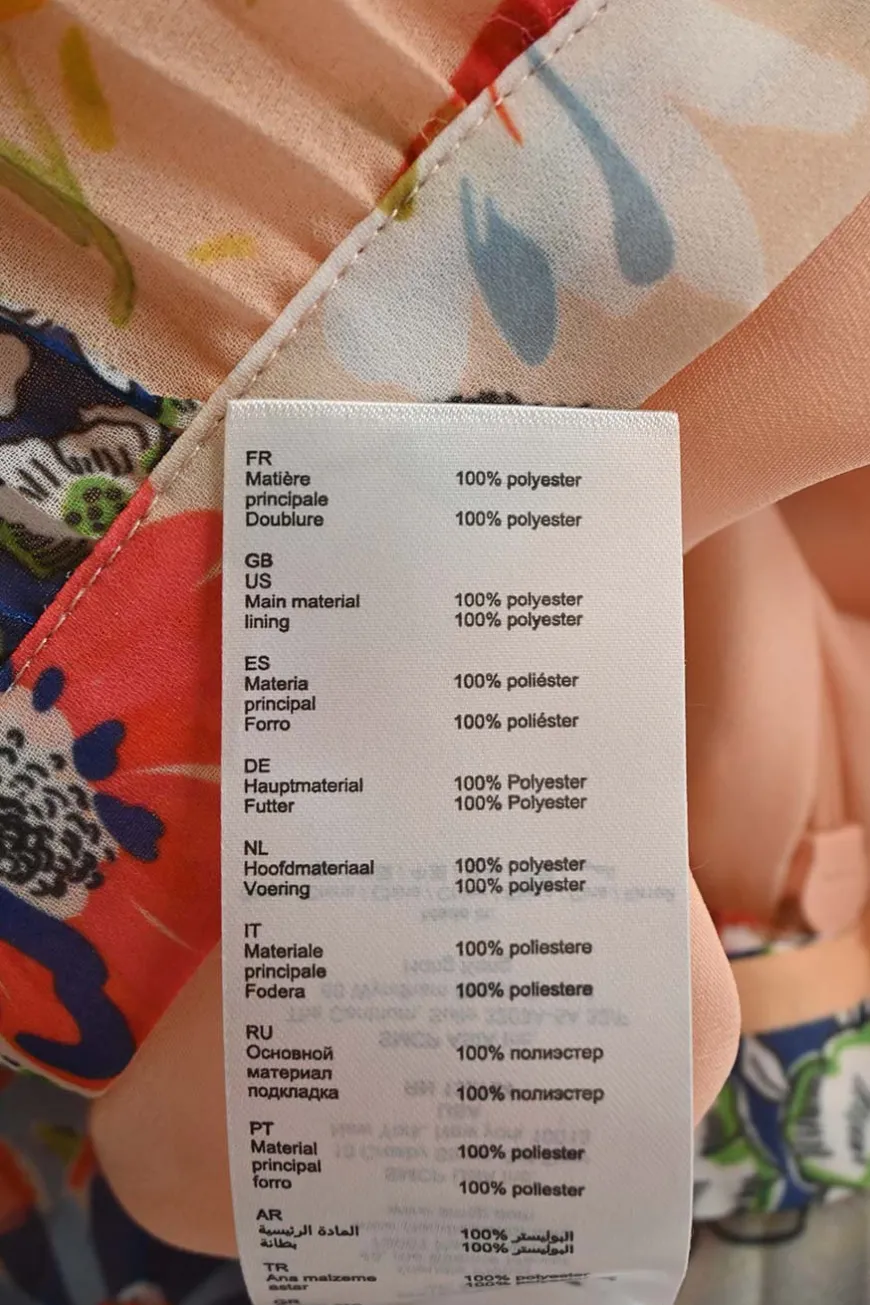 FR
Matière 100% polyester
principale
Doublure 100% polyester
GB
US
Main material 100% polyester
lining 100% polyester
ES
Materia 100% poliéster
principal
Forro 100% poliéster
DE
Hauptmaterial 100% Polyester
Futter 100% Polyester
NL
Hoofdmateriaal 100% polyester
Voering 100% polyester
IT
Materiale 100% poliestere
principale
Fodera 100% poliestere
RU
Основной 100% полиэстер
материал
подкладка 100% полиэстер
PT
Material 100% poliester
principal
forro 100% poliester
AR
المادة الرئيسية 100% البوليستر
بطانة 100% البوليستر
TR
Ana malzeme 100% polyester
astar 100% polyester
GR